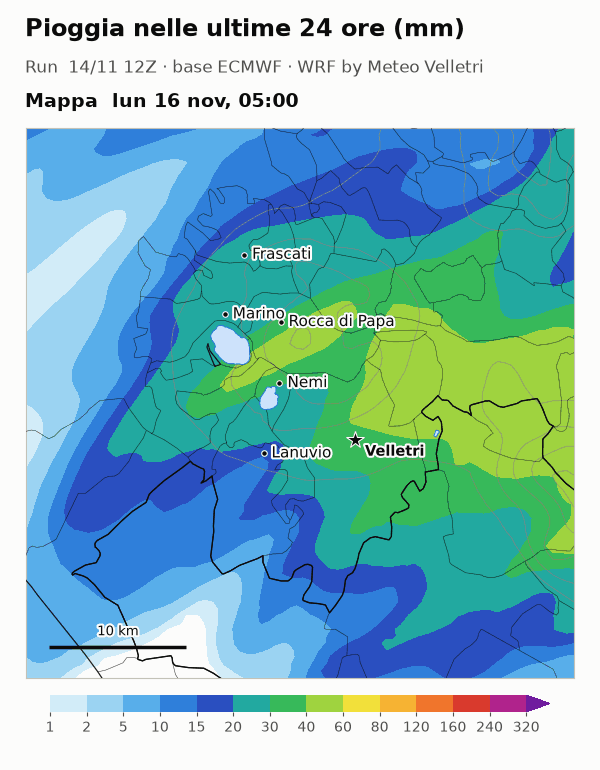 Pioggia nelle ultime 24 ore (mm)
Run 14/11 12Z · base ECMWF · WRF by Meteo Velletri
Mappa lun 16 nov, 05:00
Frascati
Marino
Rocca di Papa
Nemi
Velletri
Lanuvio
10 km
1 2 5 10 15 20 30 40 60 80 120 160 240 320